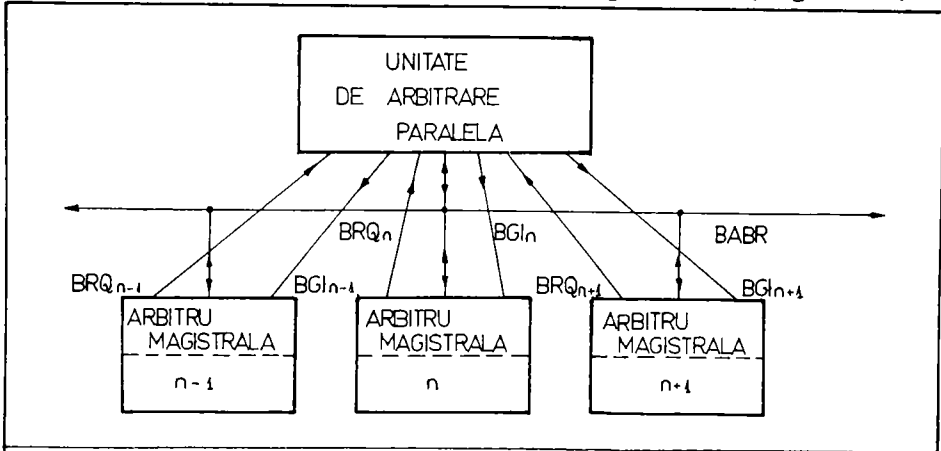 UNITATE
DE ARBITRARE
PARALELA
BRQn
BGIn
BABR
BRQn-1
BGIn-1
BRQn+1
BGIn+1
ARBITRU
MAGISTRALA
n-1
ARBITRU
MAGISTRALA
n
ARBITRU
MAGISTRALA
n+1